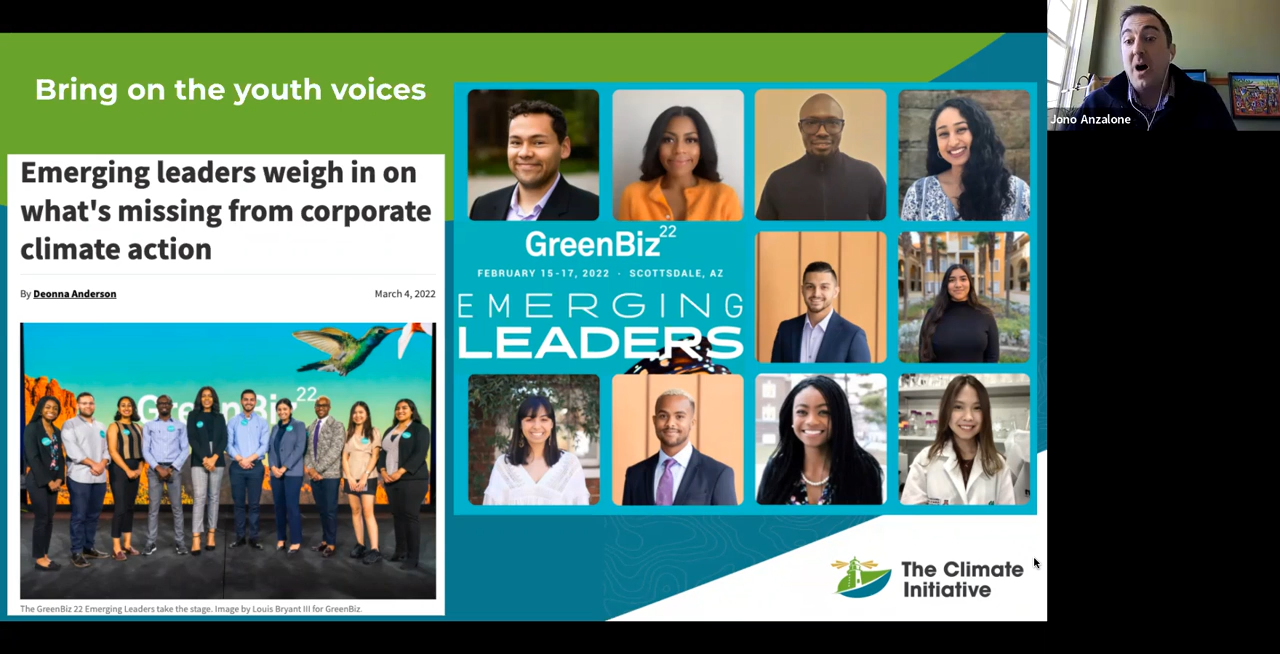 Bring on the youth voices
Emerging leaders weigh in on
what's missing from corporate
climate action
By Deonna Anderson
March 4, 2022
GreenBiz22
The GreenBiz 22 Emerging Leaders take the stage. Image by Louis Bryant III for GreenBiz.
GreenBiz22
FEBRUARY 15-17, 2022 · SCOTTSDALE, AZ
EMERGING
LEADERS
The Climate
Initiative
Jono Anzalone